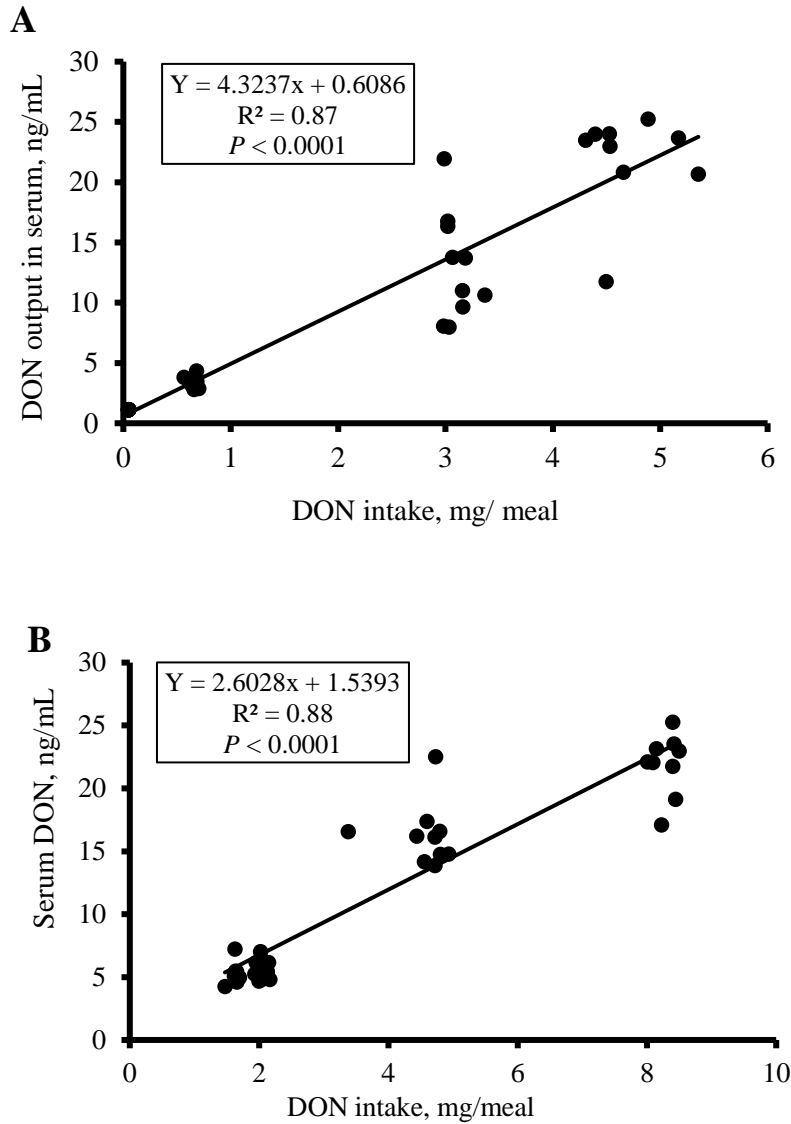 A
DON output in serum, ng/mL
Y = 4.3237x + 0.6086
R² = 0.87
P < 0.0001
30
25
20
15
10
5
0
0 1 2 3 4 5 6
DON intake, mg/ meal
B
Serum DON, ng/mL
Y = 2.6028x + 1.5393
R² = 0.88
P < 0.0001
30
25
20
15
10
5
0
0 2 4 6 8 10
DON intake, mg/meal